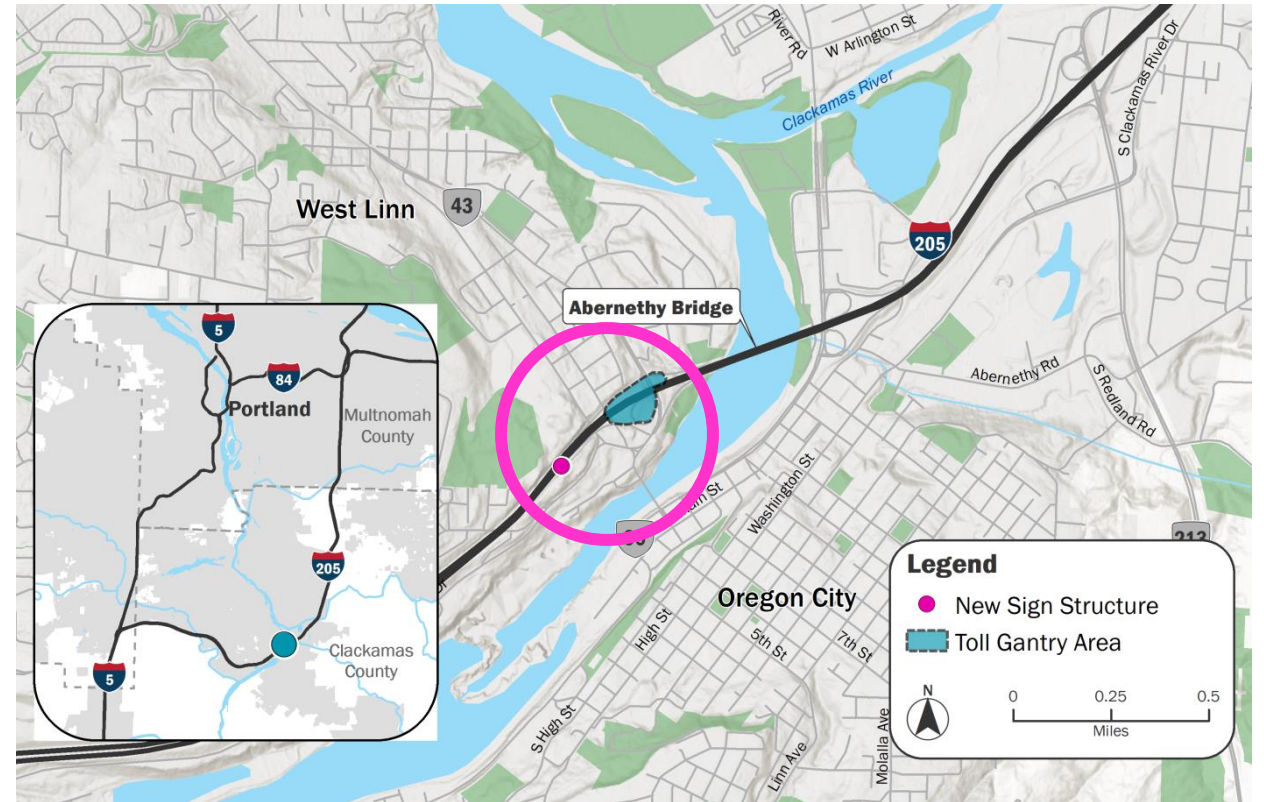 River Rd
W Arlington St
Clackamas River
S Clackamas River Dr
West Linn
43
205
Abernethy Bridge
Abernethy Rd
S Redland Rd
Washington St
213
Oregon City
High St
5th St
7th St
S High St
Linn Ave
Molalla Ave
5
84
Portland
Multnomah
County
205
Clackamas
County
5
Legend
New Sign Structure
Toll Gantry Area
N
0 0.25 0.5
Miles